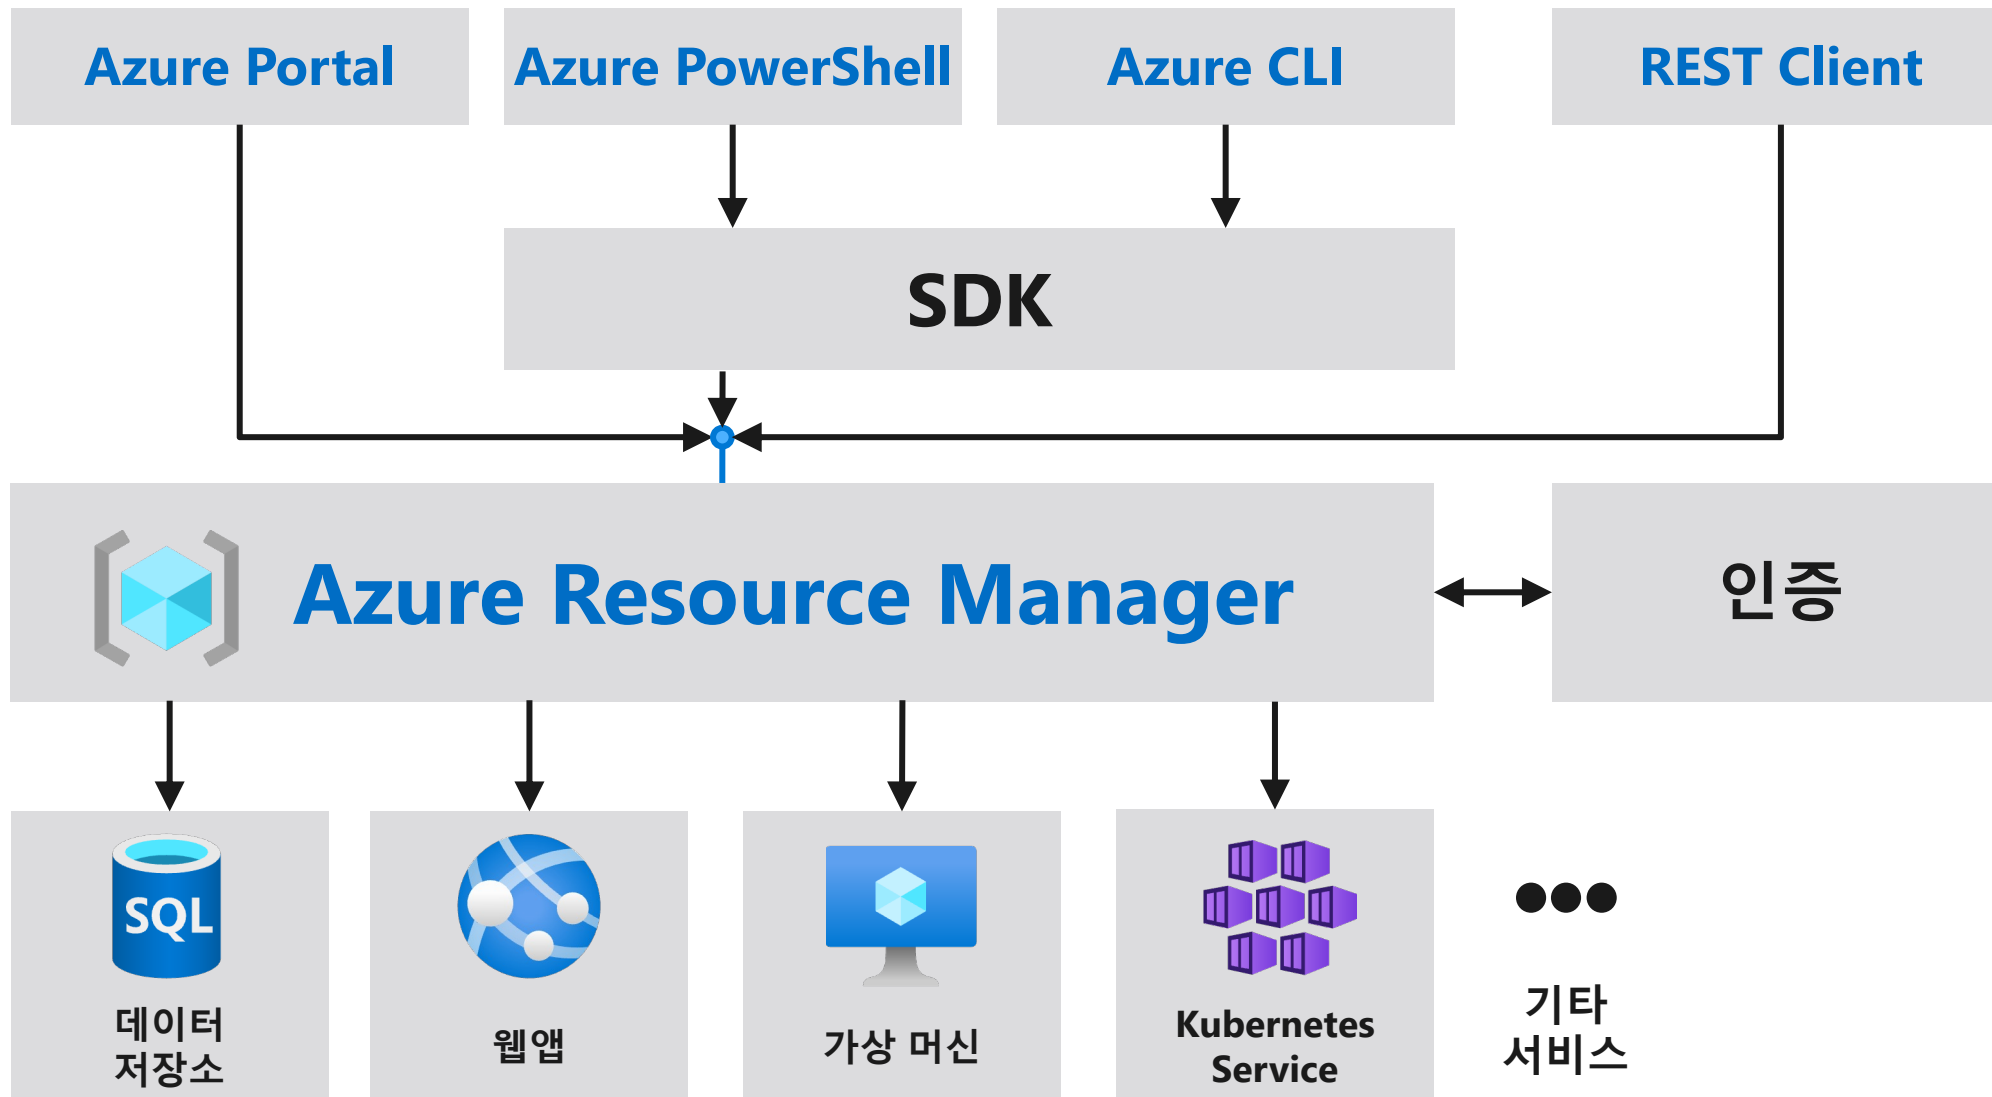 Azure Portal
Azure PowerShell
Azure CLI
REST Client
SDK
Azure Resource Manager
인증
SQL
데이터
저장소
웹앱
가상 머신
Kubernetes
Service
기타
서비스